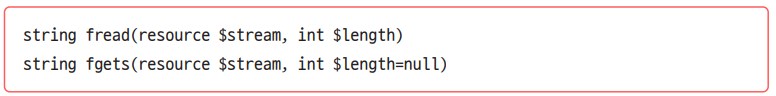 string fread(resource $stream, int $length)
string fgets(resource $stream, int $length=null)